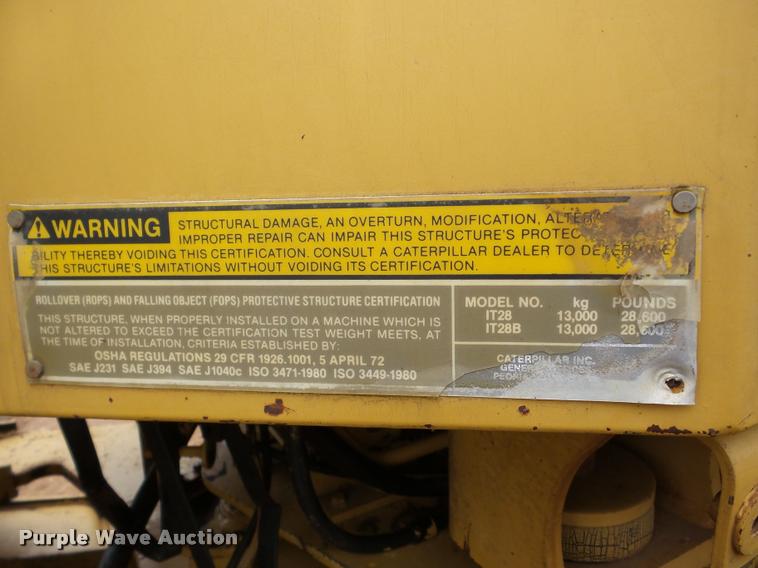 WARNING
STRUCTURAL DAMAGE, AN OVERTURN, MODIFICATION,
IMPROPER REPAIR CAN IMPAIR THIS STRUCTURE'S
BILITY THEREBY VOIDING THIS CERTIFICATION. CONSULT A CATERPILLAR DEALER TO DETERMINE
THIS STRUCTURE'S LIMITATIONS WITHOUT VOIDING ITS CERTIFICATION.
ROLLOVER (ROPS) AND FALLING OBJECT (FOPS) PROTECTIVE STRUCTURE CERTIFICATION
THIS STRUCTURE, WHEN PROPERLY INSTALLED ON A MACHINE WHICH IS
NOT ALTERED TO EXCEED THE CERTIFICATION TEST WEIGHT MEETS, AT
THE TIME OF INSTALLATION, CRITERIA ESTABLISHED BY:
OSHA REGULATIONS 29 CFR 1926.1001, 5 APRIL 72
SAE J231 SAE J394 SAE J1040c ISO 3471-1980 ISO 3449-1980
MODEL NO. kg POUNDS
IT28 13,000 28,600
IT28B 13,000 28,600
CATERPILLAR INC.
Purple Wave Auction